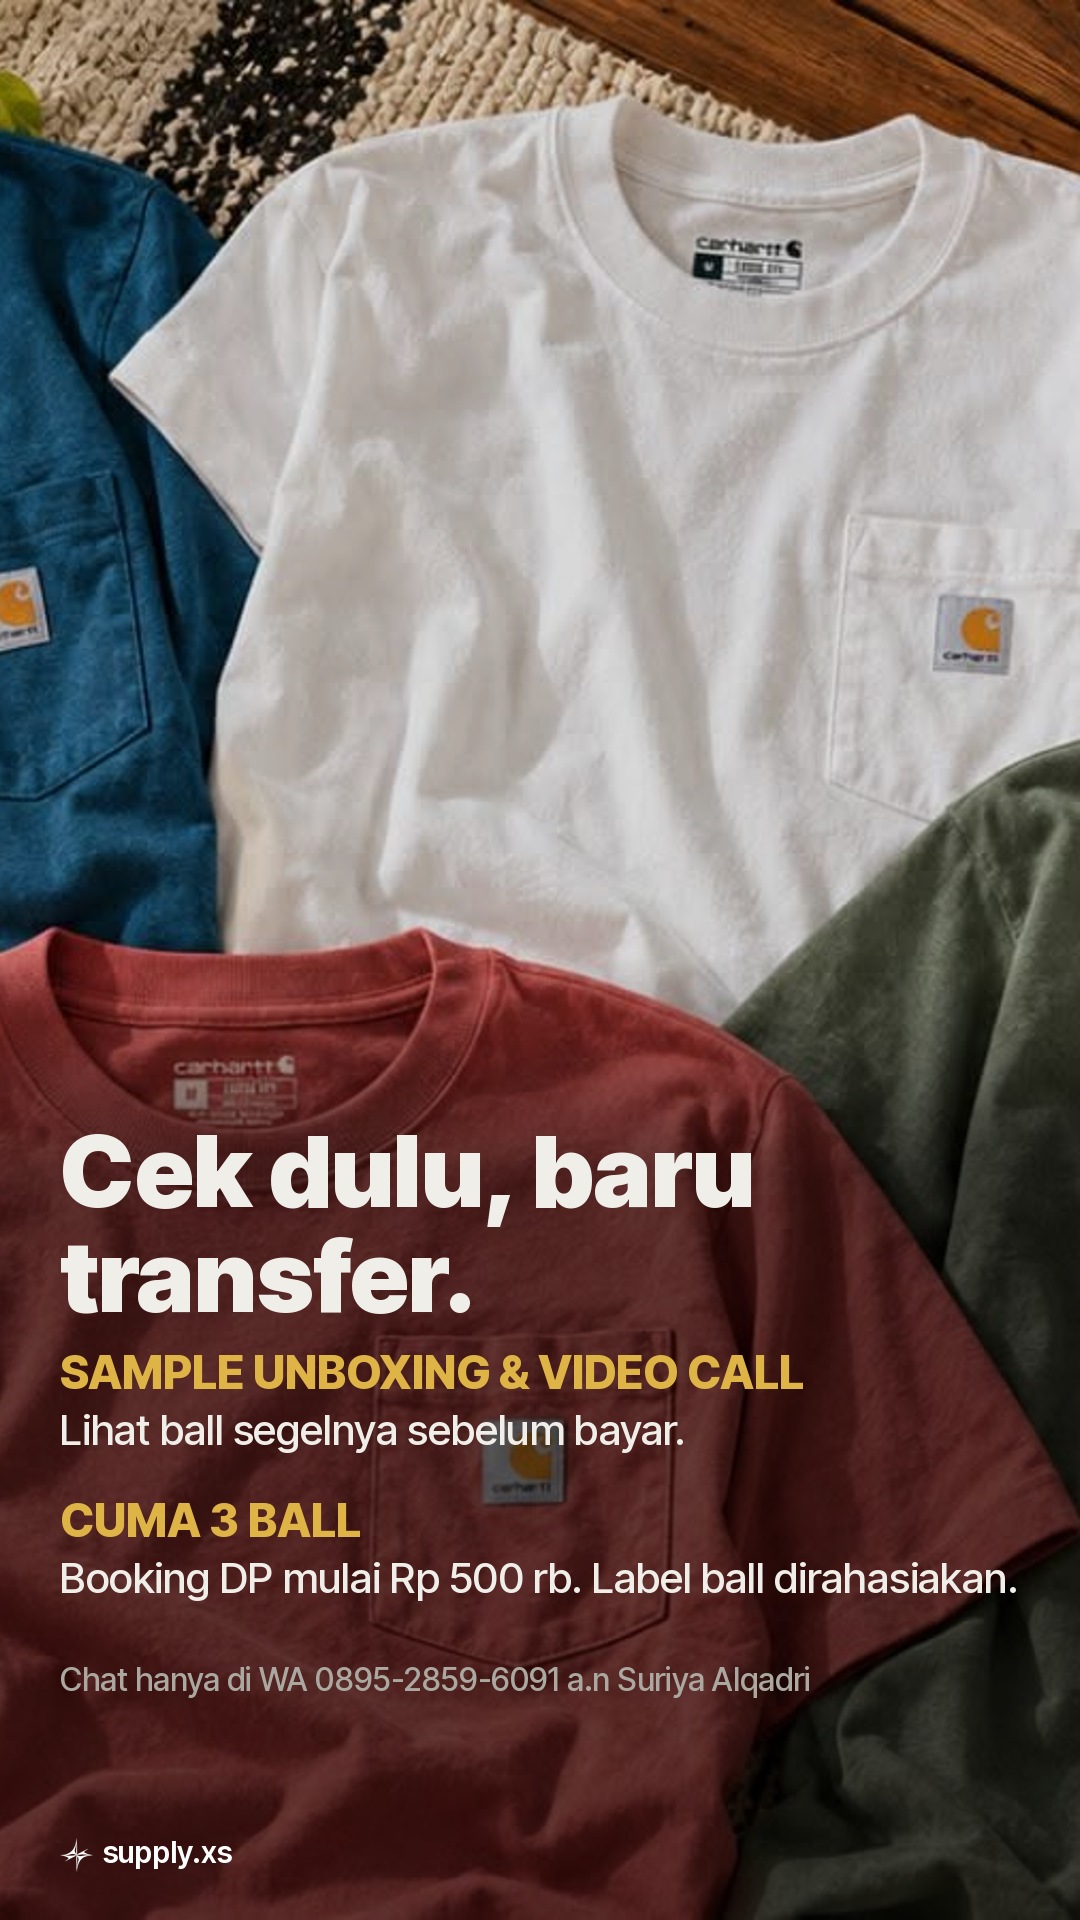 carhartt
carhartt
carhartt
Cek dulu, baru
transfer.
SAMPLE UNBOXING & VIDEO CALL
Lihat ball segelnya sebelum bayar.
carhartt
CUMA 3 BALL
Booking DP mulai Rp 500 rb. Label ball dirahasiakan.
Chat hanya di WA 0895-2859-6091 a.n Suriya Alqadri
supply.xs